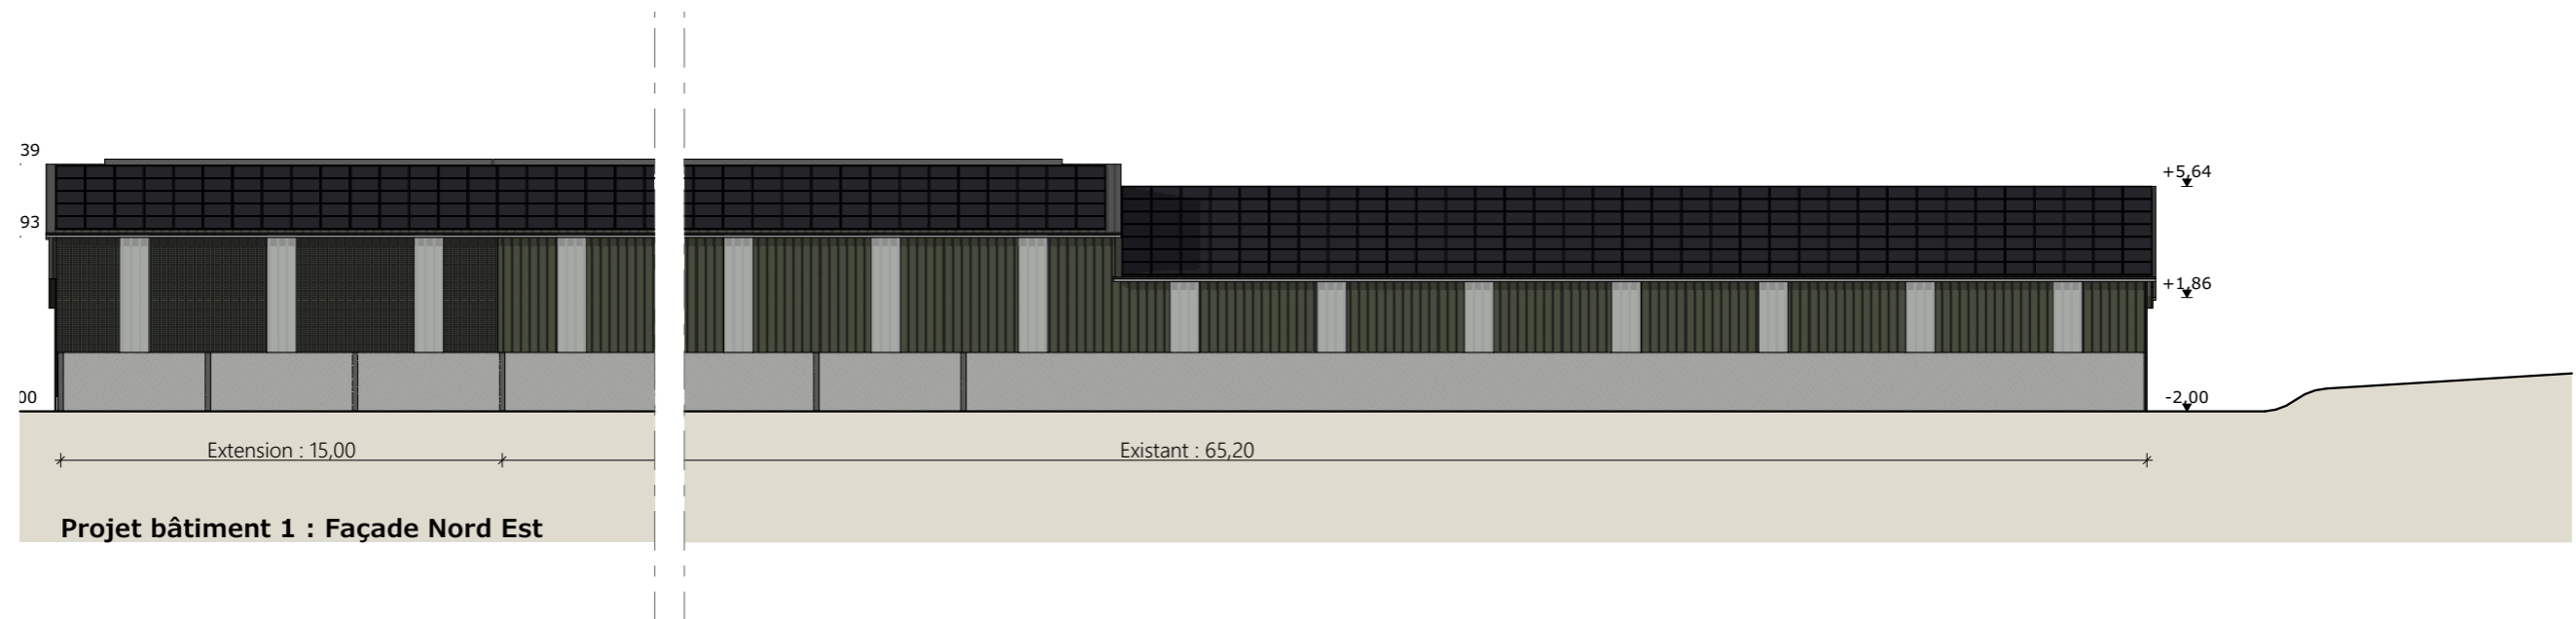 39
+5,64
93
+1,86
00
-2,00
Extension : 15,00
Existant : 65,20
Projet bâtiment 1 : Façade Nord Est